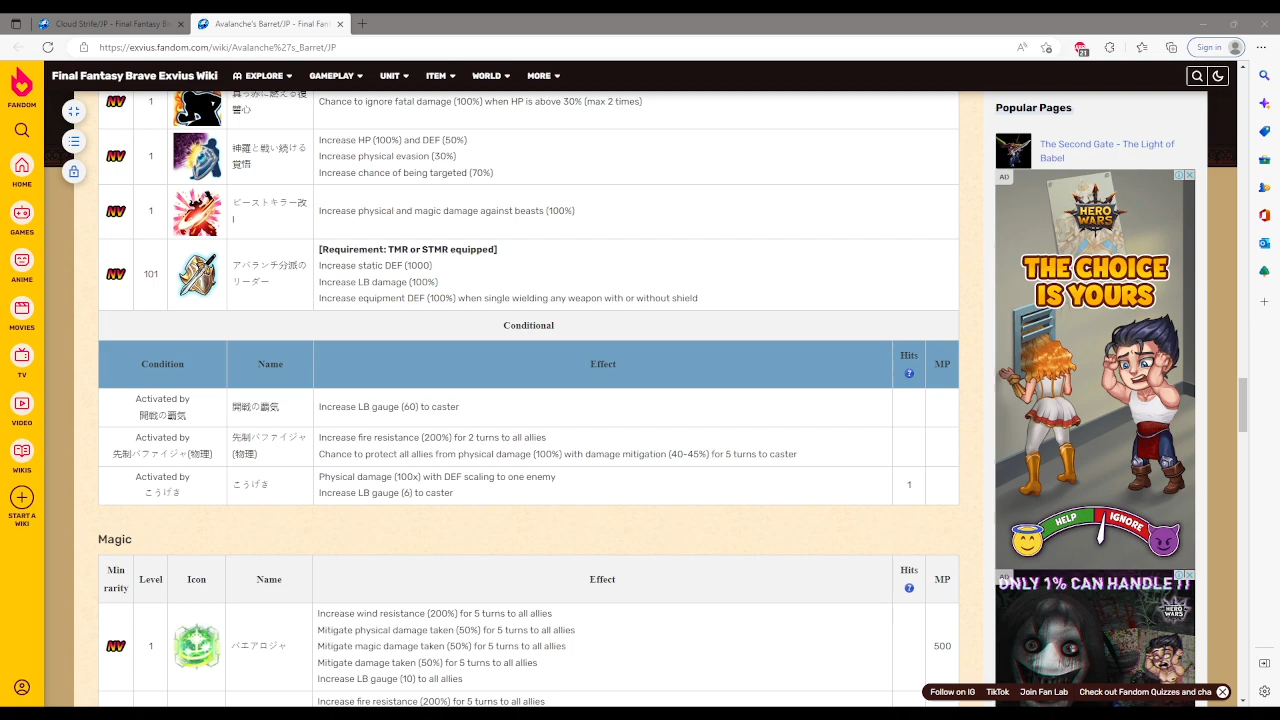 Cloud Strife/JP - Final Fantasy Bra
Avalanche's Barret/JP - Final Fant
https://exvius.fandom.com/wiki/Avalanche%27s_Barret/JP
21
Sign in
FANDOM
HOME
GAMES
ANIME
MOVIES
TV
VIDEO
WIKIS
START A
WIKI
Final Fantasy Brave Exvius Wiki
EXPLORE
GAMEPLAY
UNIT
ITEM
WORLD
MORE
NV
1
真っ赤に燃える復
讐心
Chance to ignore fatal damage (100%) when HP is above 30% (max 2 times)
NV
1
神羅と戦い続ける
覚悟
Increase HP (100%) and DEF (50%)
Increase physical evasion (30%)
Increase chance of being targeted (70%)
NV
1
ビーストキラー改
I
Increase physical and magic damage against beasts (100%)
NV
101
アバランチ分派の
リーダー
[Requirement: TMR or STMR equipped]
Increase static DEF (1000)
Increase LB damage (100%)
Increase equipment DEF (100%) when single wielding any weapon with or without shield
Conditional
Condition
Name
Effect
Hits
MP
Activated by
開戦の覇気
開戦の覇気
Increase LB gauge (60) to caster
Activated by
先制バファイジャ(物理)
先制バファイジャ
(物理)
Increase fire resistance (200%) for 2 turns to all allies
Chance to protect all allies from physical damage (100%) with damage mitigation (40-45%) for 5 turns to caster
Activated by
こうげき
こうげき
Physical damage (100x) with DEF scaling to one enemy
Increase LB gauge (6) to caster
1
Magic
Min
rarity
Level
Icon
Name
Effect
Hits
MP
NV
1
バエアロジャ
Increase wind resistance (200%) for 5 turns to all allies
Mitigate physical damage taken (50%) for 5 turns to all allies
Mitigate magic damage taken (50%) for 5 turns to all allies
Mitigate damage taken (50%) for 5 turns to all allies
Increase LB gauge (10) to all allies
500
Increase fire resistance (200%) for 5 turns to all allies
Popular Pages
The Second Gate - The Light of
Babel
AD
HERO
WARS
THE CHOICE
IS YOURS
HELP
IGNORE
AD
ONLY 1% CAN HANDLE IT
HERO
WARS
Follow on IG
TikTok
Join Fan Lab
Check out Fandom Quizzes and cha